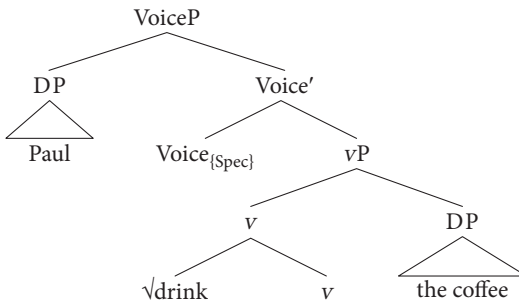 VoiceP
DP Voice′
Paul Voice{Spec} vP
v DP
√drink v the coffee